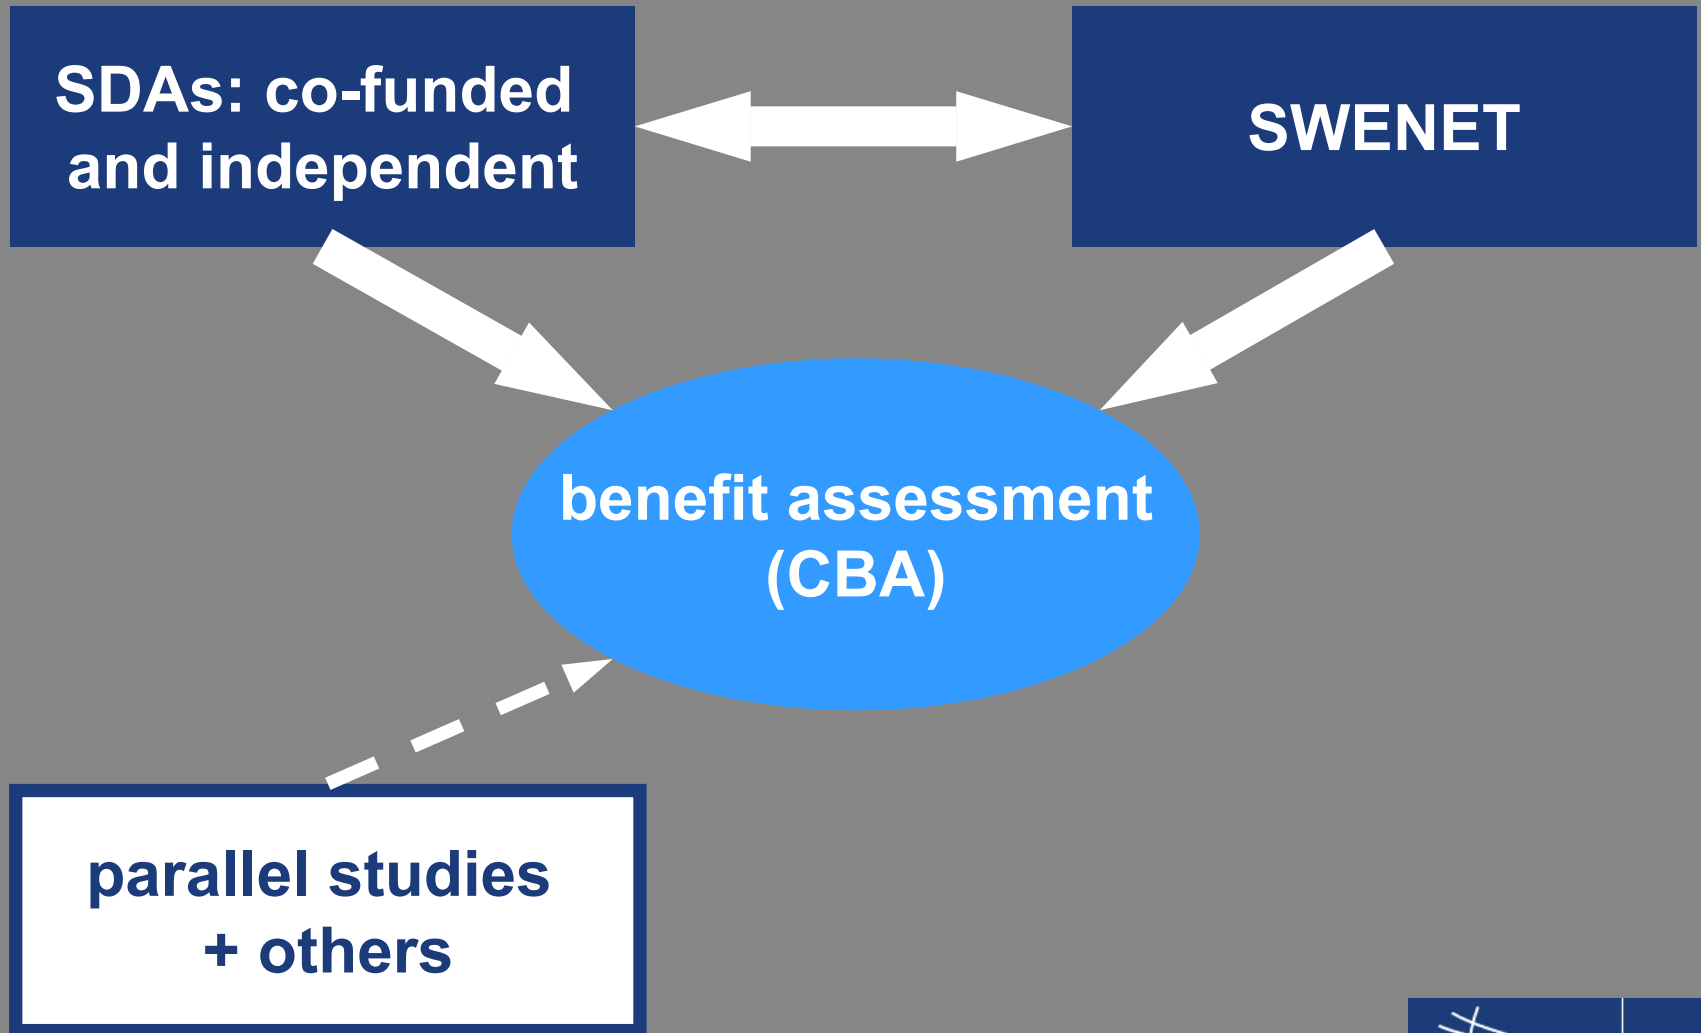 SDAs: co-funded
and independent
SWENET
benefit assessment
(CBA)
parallel studies
+ others